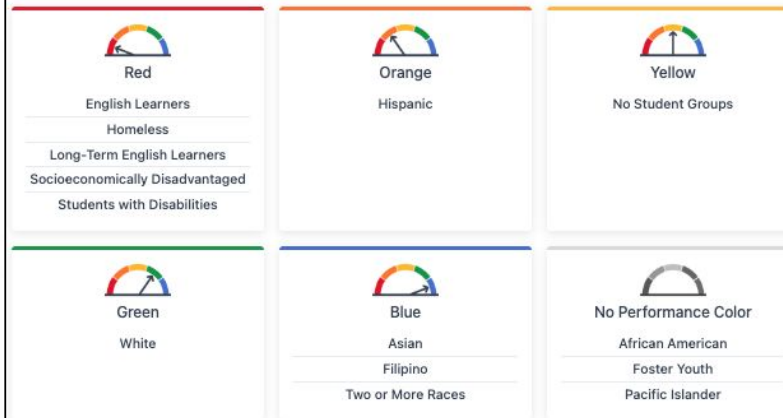 Red
English Learners
Homeless
Long-Term English Learners
Socioeconomically Disadvantaged
Students with Disabilities
Orange
Hispanic
Yellow
No Student Groups
Green
White
Blue
Asian
Filipino
Two or More Races
No Performance Color
African American
Foster Youth
Pacific Islander